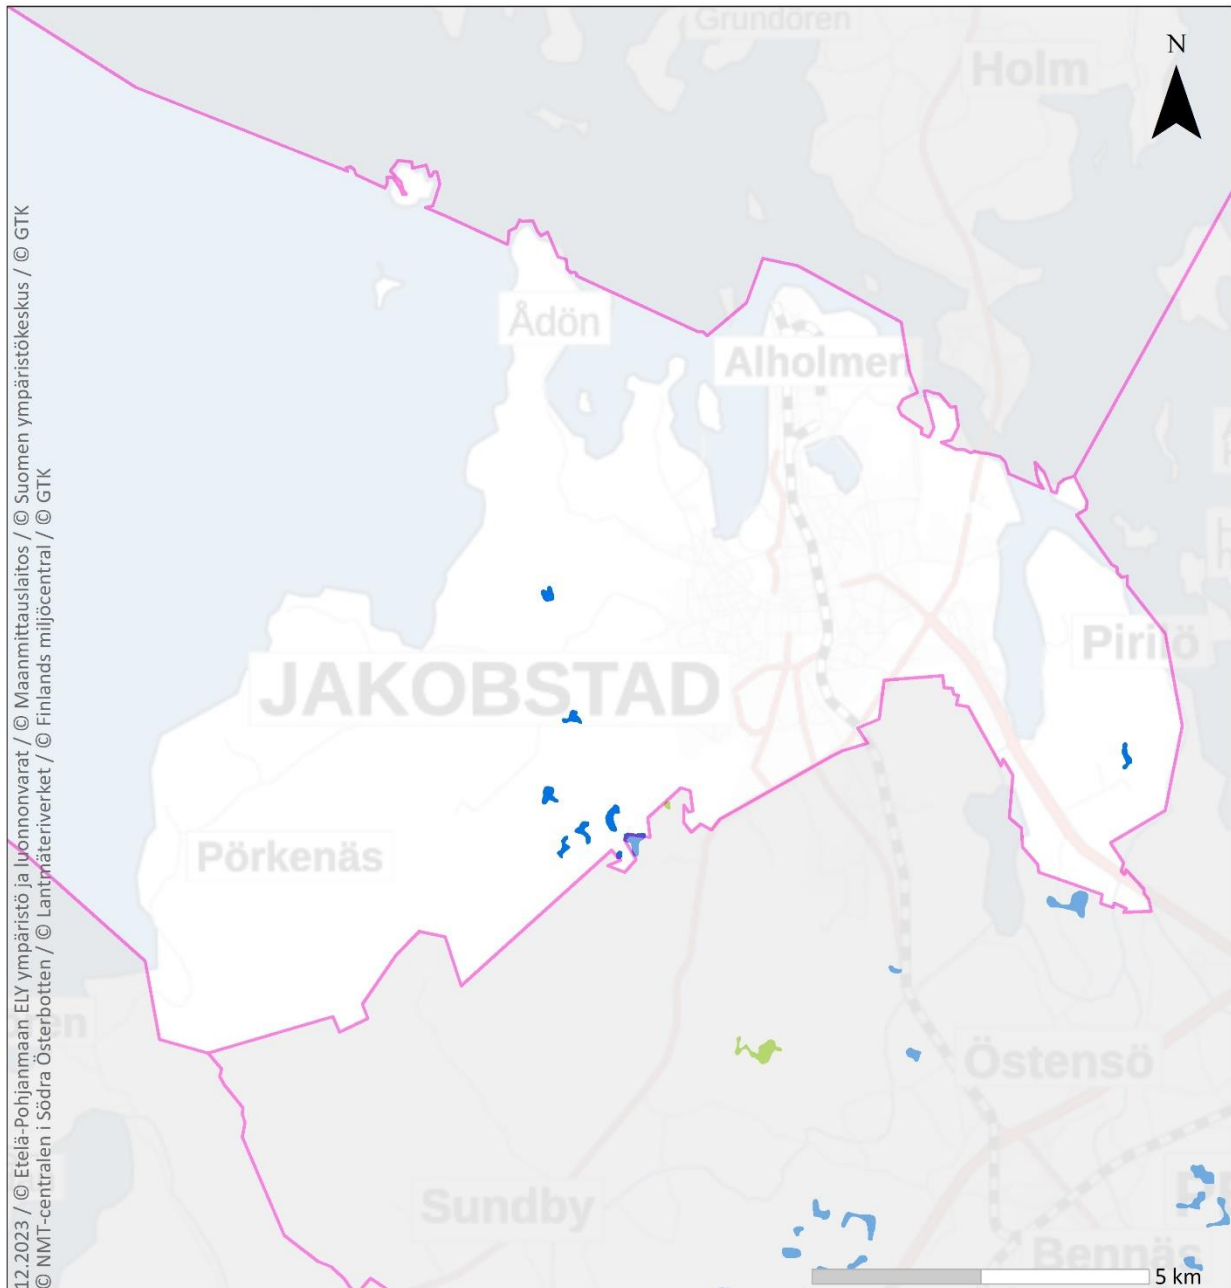 Grundören
Holm
N
Ådön
Alholmen
JAKOBSTAD
Pirilö
Pörkenäs
Östensö
Sundby
Bennäs
5 km
12.2023 / © Etelä-Pohjanmaan ELY ympäristö ja luonnonvarat / © Maanmittauslaitos / © Suomen ympäristökeskus / © GTK
© NMT-centralen i Södra Österbotten / © Lantmäteriverket / © Finlands miljöcentral / © GTK